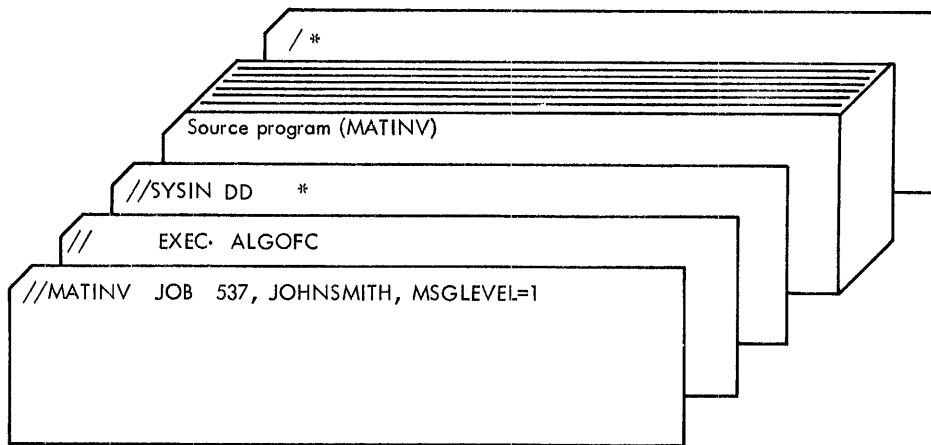 / *
Source program (MATINV)
//SYSIN DD *
// EXEC ALGOFC
//MATINV JOB 537, JOHNSMITH, MSGLEVEL=1